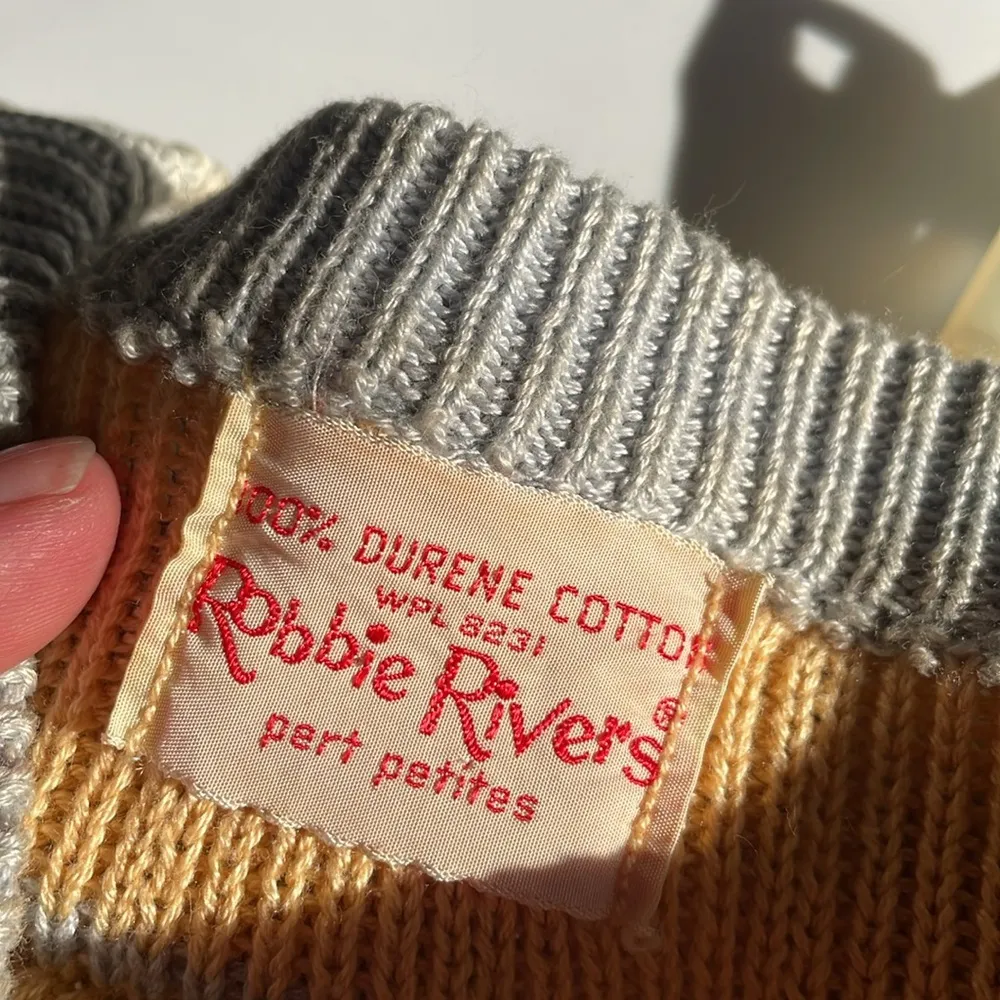 100% DURENE COTTON
WPL 8231
Robbie Rivers®
pert petites